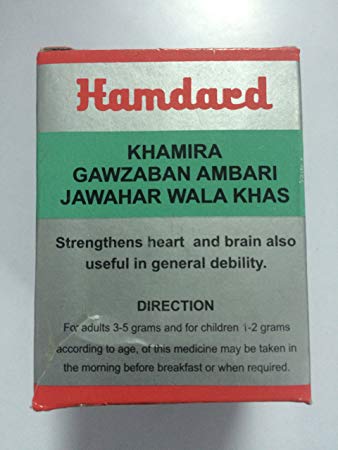 Hamdard
KHAMIRA
GAWZABAN AMBARI
JAWAHAR WALA KHAS
Strengthens heart and brain also
useful in general debility.
DIRECTION
For adults 3-5 grams and for children 1-2 grams
according to age, of this medicine may be taken in
the morning before breakfast or when required.